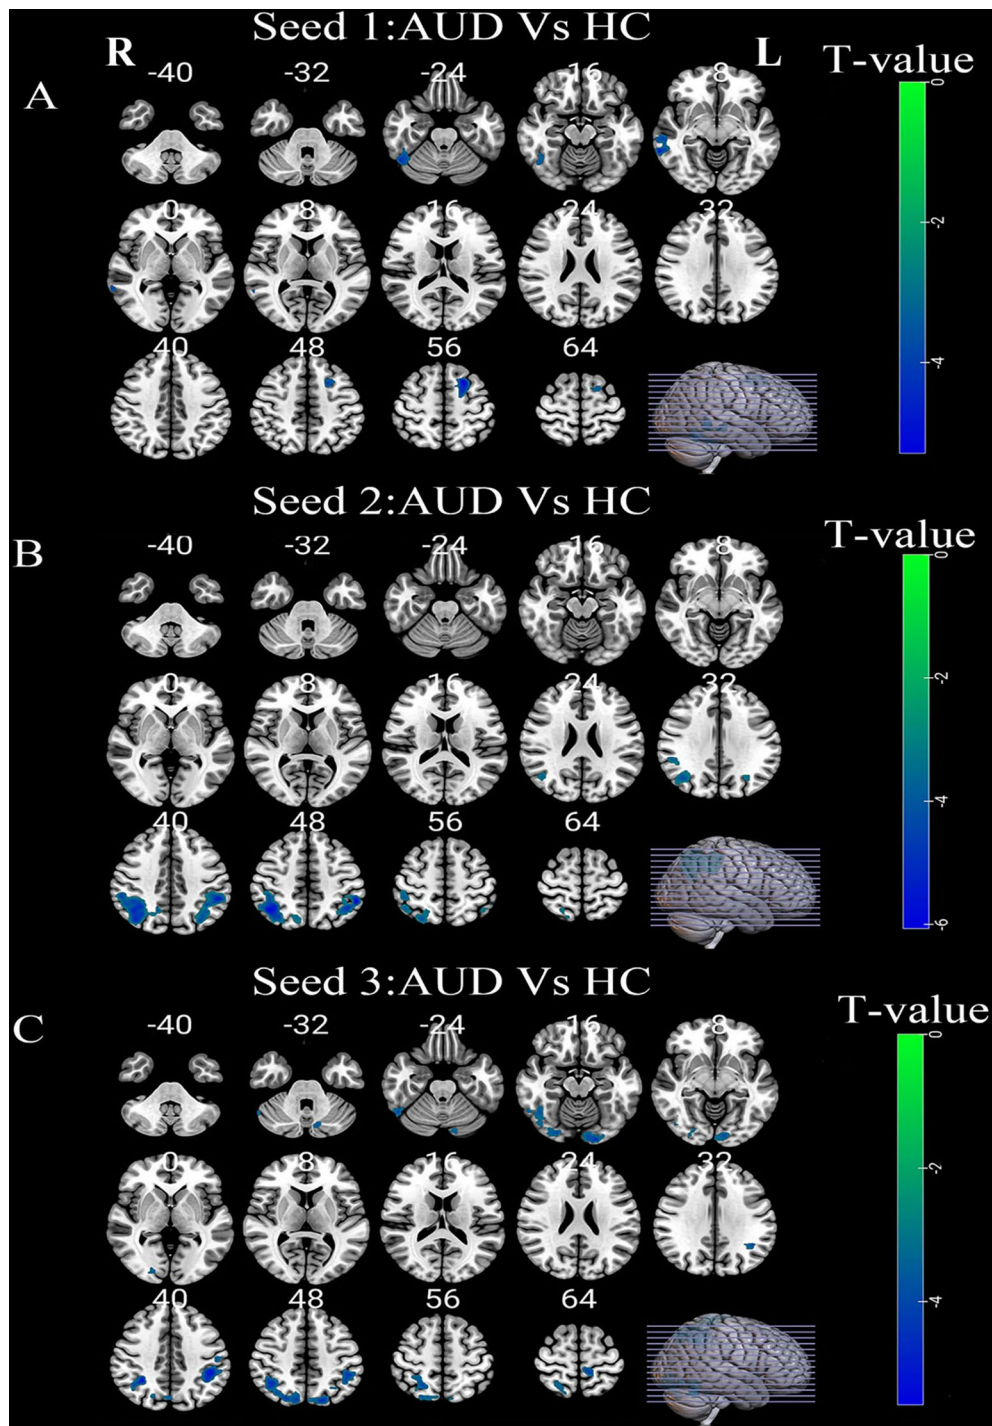 Seed 1:AUD Vs HC
R
L
T-value
A
-40 -32 -24 16 8
0 8 16 24 32
40 48 56 64
0
-2
-4
Seed 2:AUD Vs HC
T-value
B
-40 -32 -24 16 8
0 8 16 24 32
40 48 56 64
0
-2
-4
-6
Seed 3:AUD Vs HC
T-value
C
-40 -32 -24 16 8
0 8 16 24 32
40 48 56 64
0
-2
-4